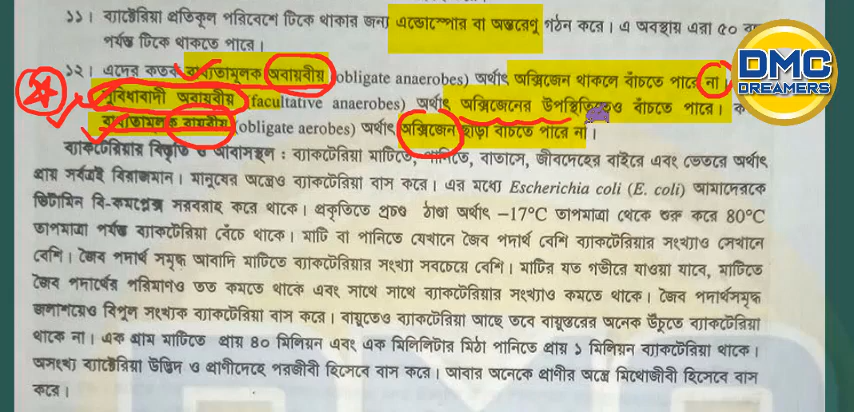 ১১। ব্যাকটেরিয়া প্রতিকূল পরিবেশে টিকে থাকার জন্য এন্ডোস্পোর বা অন্তরেণু গঠন করে। এ অবস্থায় এরা ৫০
পর্যন্ত টিকে থাকতে পারে।
DMC
DREAMERS
১২। এদের কতক বাধ্যতামূলক অবায়বীয় (obligate anaerobes) অর্থাৎ অক্সিজেন থাকলে বাঁচতে পারে না।
সুবিধাবাদী অবায়বীয় (facultative anaerobes) অর্থাৎ অক্সিজেনের উপস্থিতিতেও বাঁচতে পারে।
বাধ্যতামূলক বায়বীয় (obligate aerobes) অর্থাৎ অক্সিজেন ছাড়া বাঁচতে পারে না।
ব্যাকটেরিয়ার বিস্তৃতি ও আবাসস্থল : ব্যাকটেরিয়া মাটিতে, পানিতে, বাতাসে, জীবদেহের বাইরে এবং ভেতরে অর্থাৎ
প্রায় সর্বত্রই বিরাজমান। মানুষের অন্ত্রেও ব্যাকটেরিয়া বাস করে। এর মধ্যে Escherichia coli (E. coli) আমাদেরকে
ভিটামিন বি-কমপ্লেক্স সরবরাহ করে থাকে। প্রকৃতিতে প্রচণ্ড ঠাণ্ডা অর্থাৎ –17°C তাপমাত্রা থেকে শুরু করে 80°C
তাপমাত্রা পর্যন্ত ব্যাকটেরিয়া বেঁচে থাকে। মাটি বা পানিতে যেখানে জৈব পদার্থ বেশি ব্যাকটেরিয়ার সংখ্যাও সেখানে
বেশি। জৈব পদার্থ সমৃদ্ধ আবাদি মাটিতে ব্যাকটেরিয়ার সংখ্যা সবচেয়ে বেশি। মাটির যত গভীরে যাওয়া যাবে, মাটিতে
জৈব পদার্থের পরিমাণও তত কমতে থাকে এবং সাথে সাথে ব্যাকটেরিয়ার সংখ্যাও কমতে থাকে। জৈব পদার্থসমৃদ্ধ
জলাশয়েও বিপুল সংখ্যক ব্যাকটেরিয়া বাস করে। বায়ুতেও ব্যাকটেরিয়া আছে তবে বায়ুস্তরের অনেক উঁচুতে ব্যাকটেরিয়া
থাকে না। এক গ্রাম মাটিতে প্রায় ৪০ মিলিয়ন এবং এক মিলিলিটার মিঠা পানিতে প্রায় ১ মিলিয়ন ব্যাকটেরিয়া থাকে।
অসংখ্য ব্যাক্টেরিয়া উদ্ভিদ ও প্রাণীদেহে পরজীবী হিসেবে বাস করে। আবার অনেকে প্রাণীর অন্ত্রে মিথোজীবী হিসেবে বাস
করে।